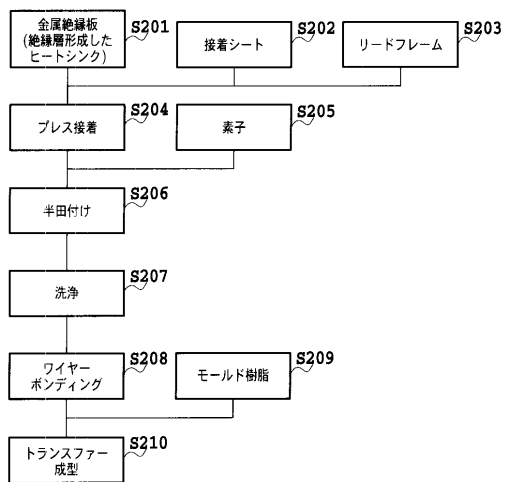 金属絶縁板
(絶縁層形成した
ヒートシンク)
S201
接着シート
S202
リードフレーム
S203
プレス接着
S204
素子
S205
半田付け
S206
洗浄
S207
ワイヤー
ボンディング
S208
モールド樹脂
S209
トランスファー
成型
S210